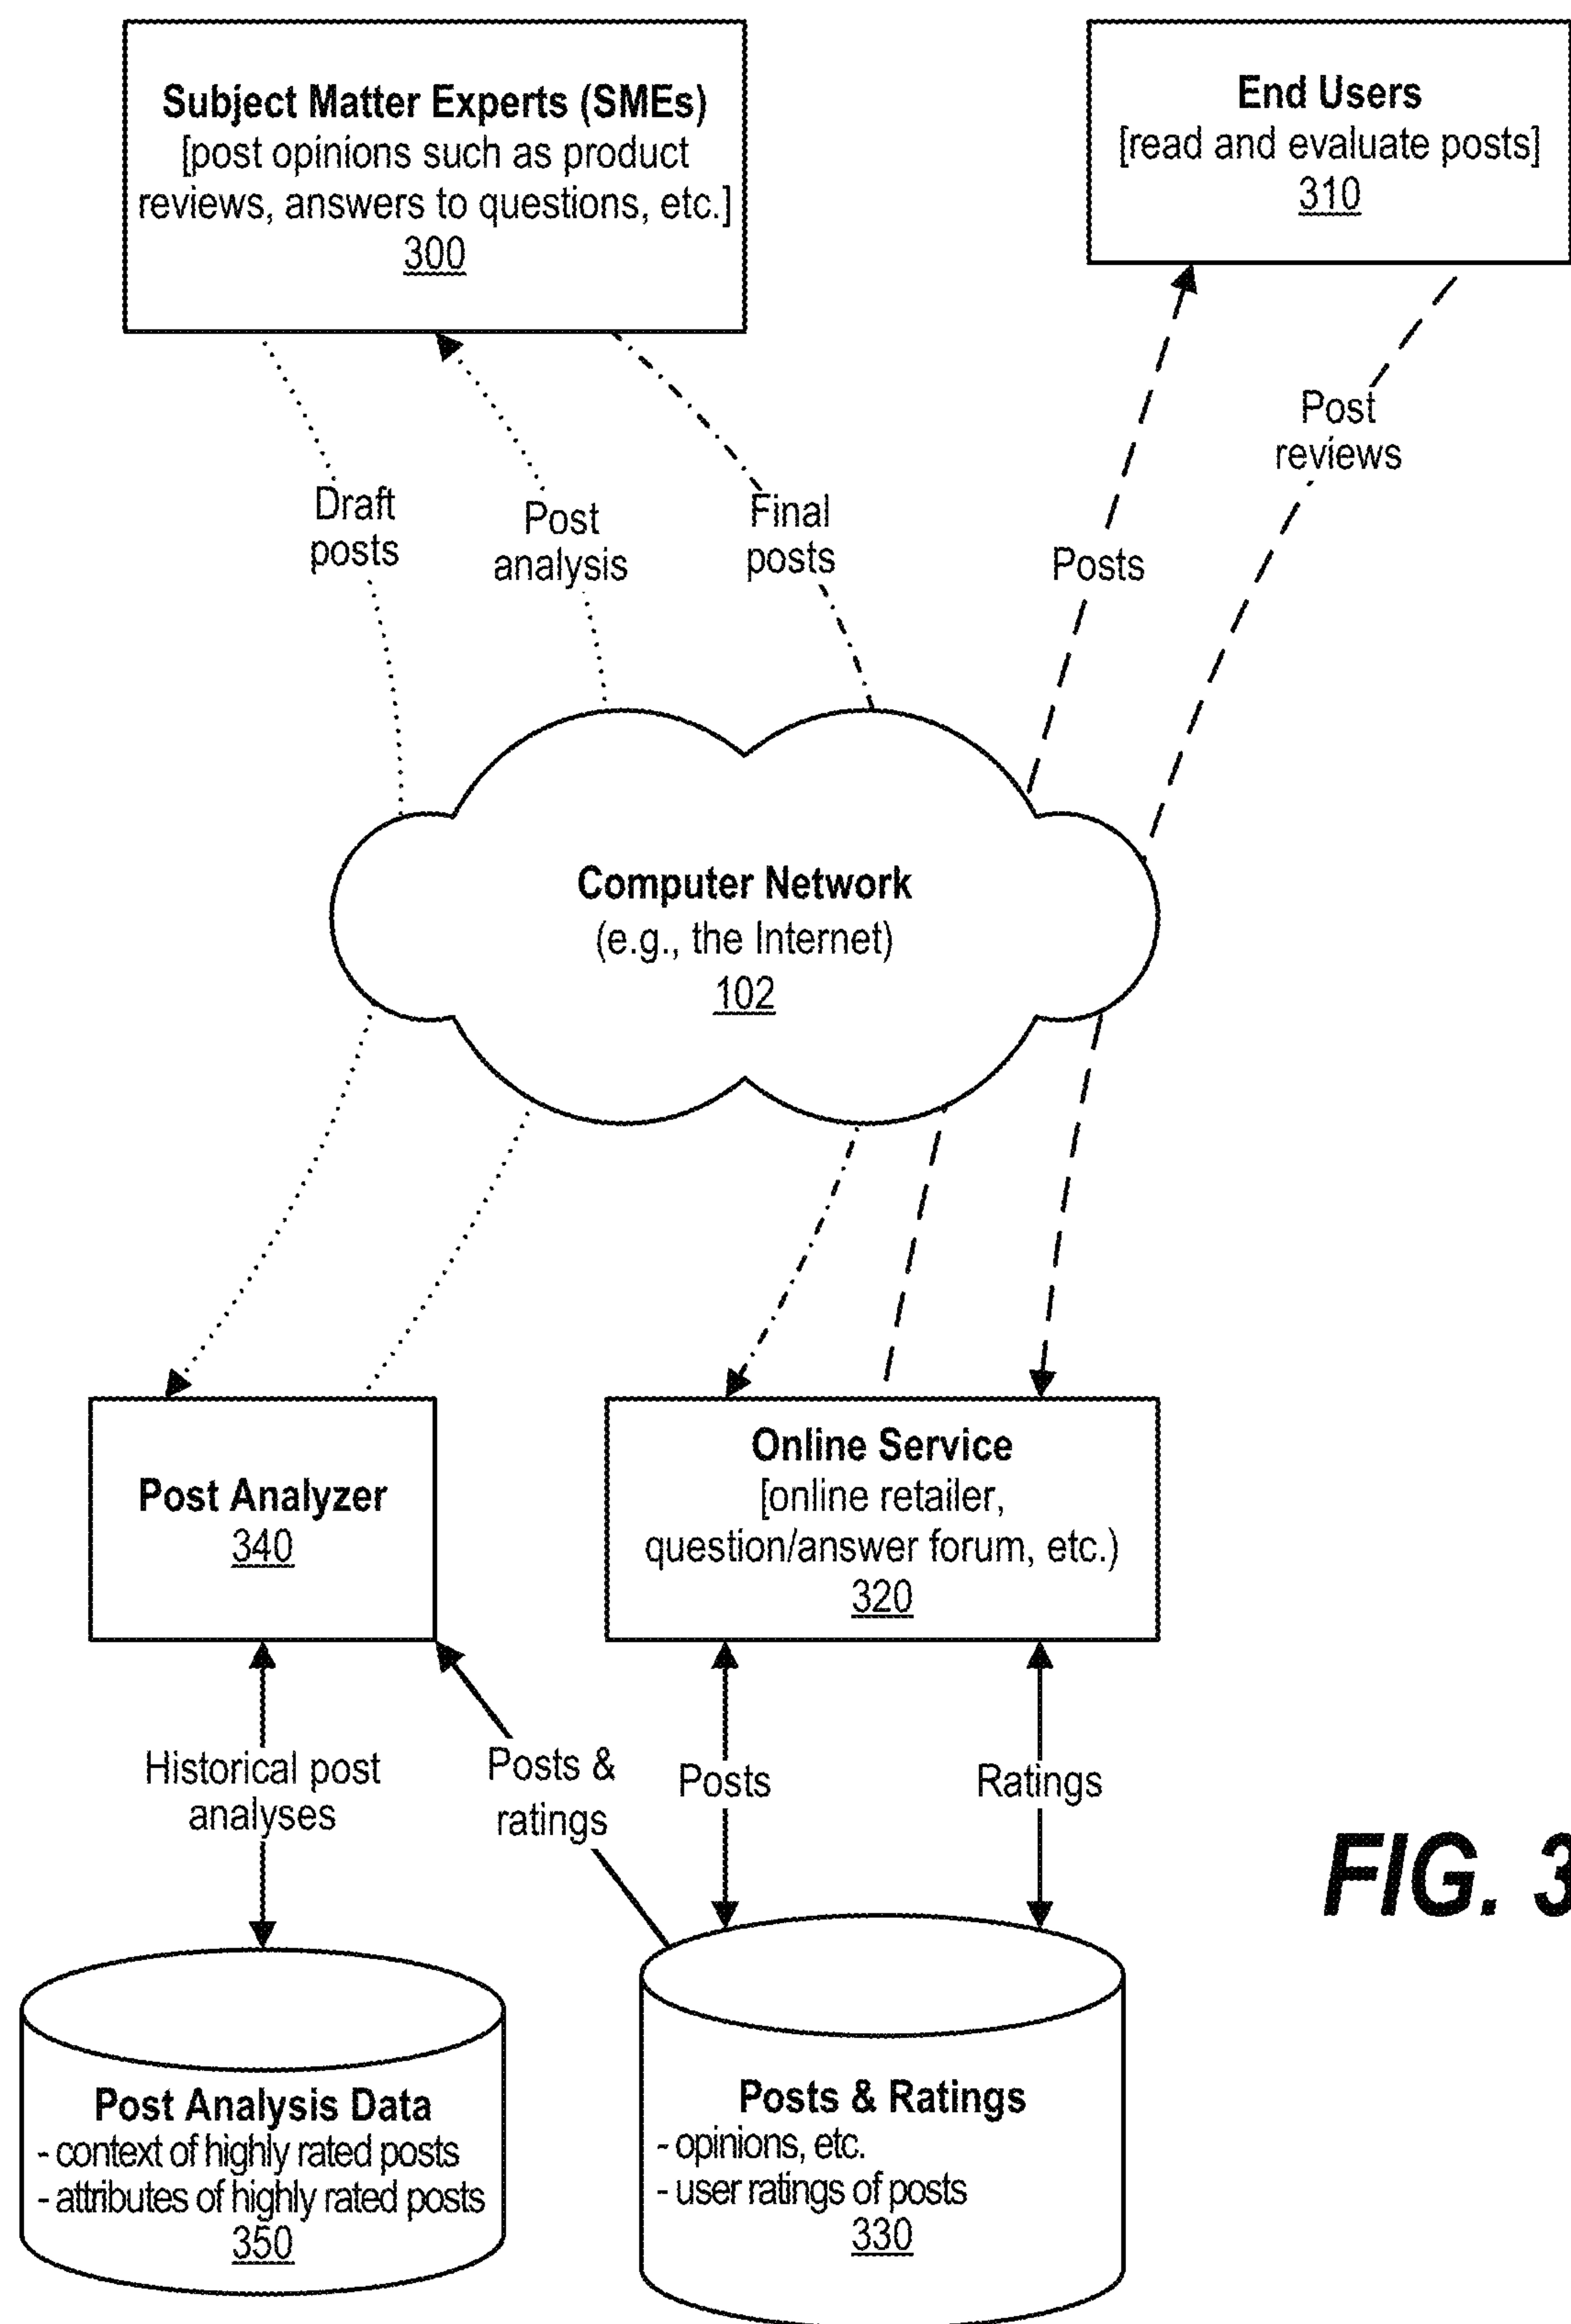 Subject Matter Experts (SMEs)
[post opinions such as product
reviews, answers to questions, etc.]
300
End Users
[read and evaluate posts]
310
Draft
posts
Post
analysis
Final
posts
Posts
Post
reviews
Computer Network
(e.g., the Internet)
102
Post Analyzer
340
Online Service
[online retailer,
question/answer forum, etc.)
320
Historical post
analyses
Posts &
ratings
Posts
Ratings
FIG. 3
Post Analysis Data
- context of highly rated posts
- attributes of highly rated posts
350
Posts & Ratings
- opinions, etc.
- user ratings of posts
330